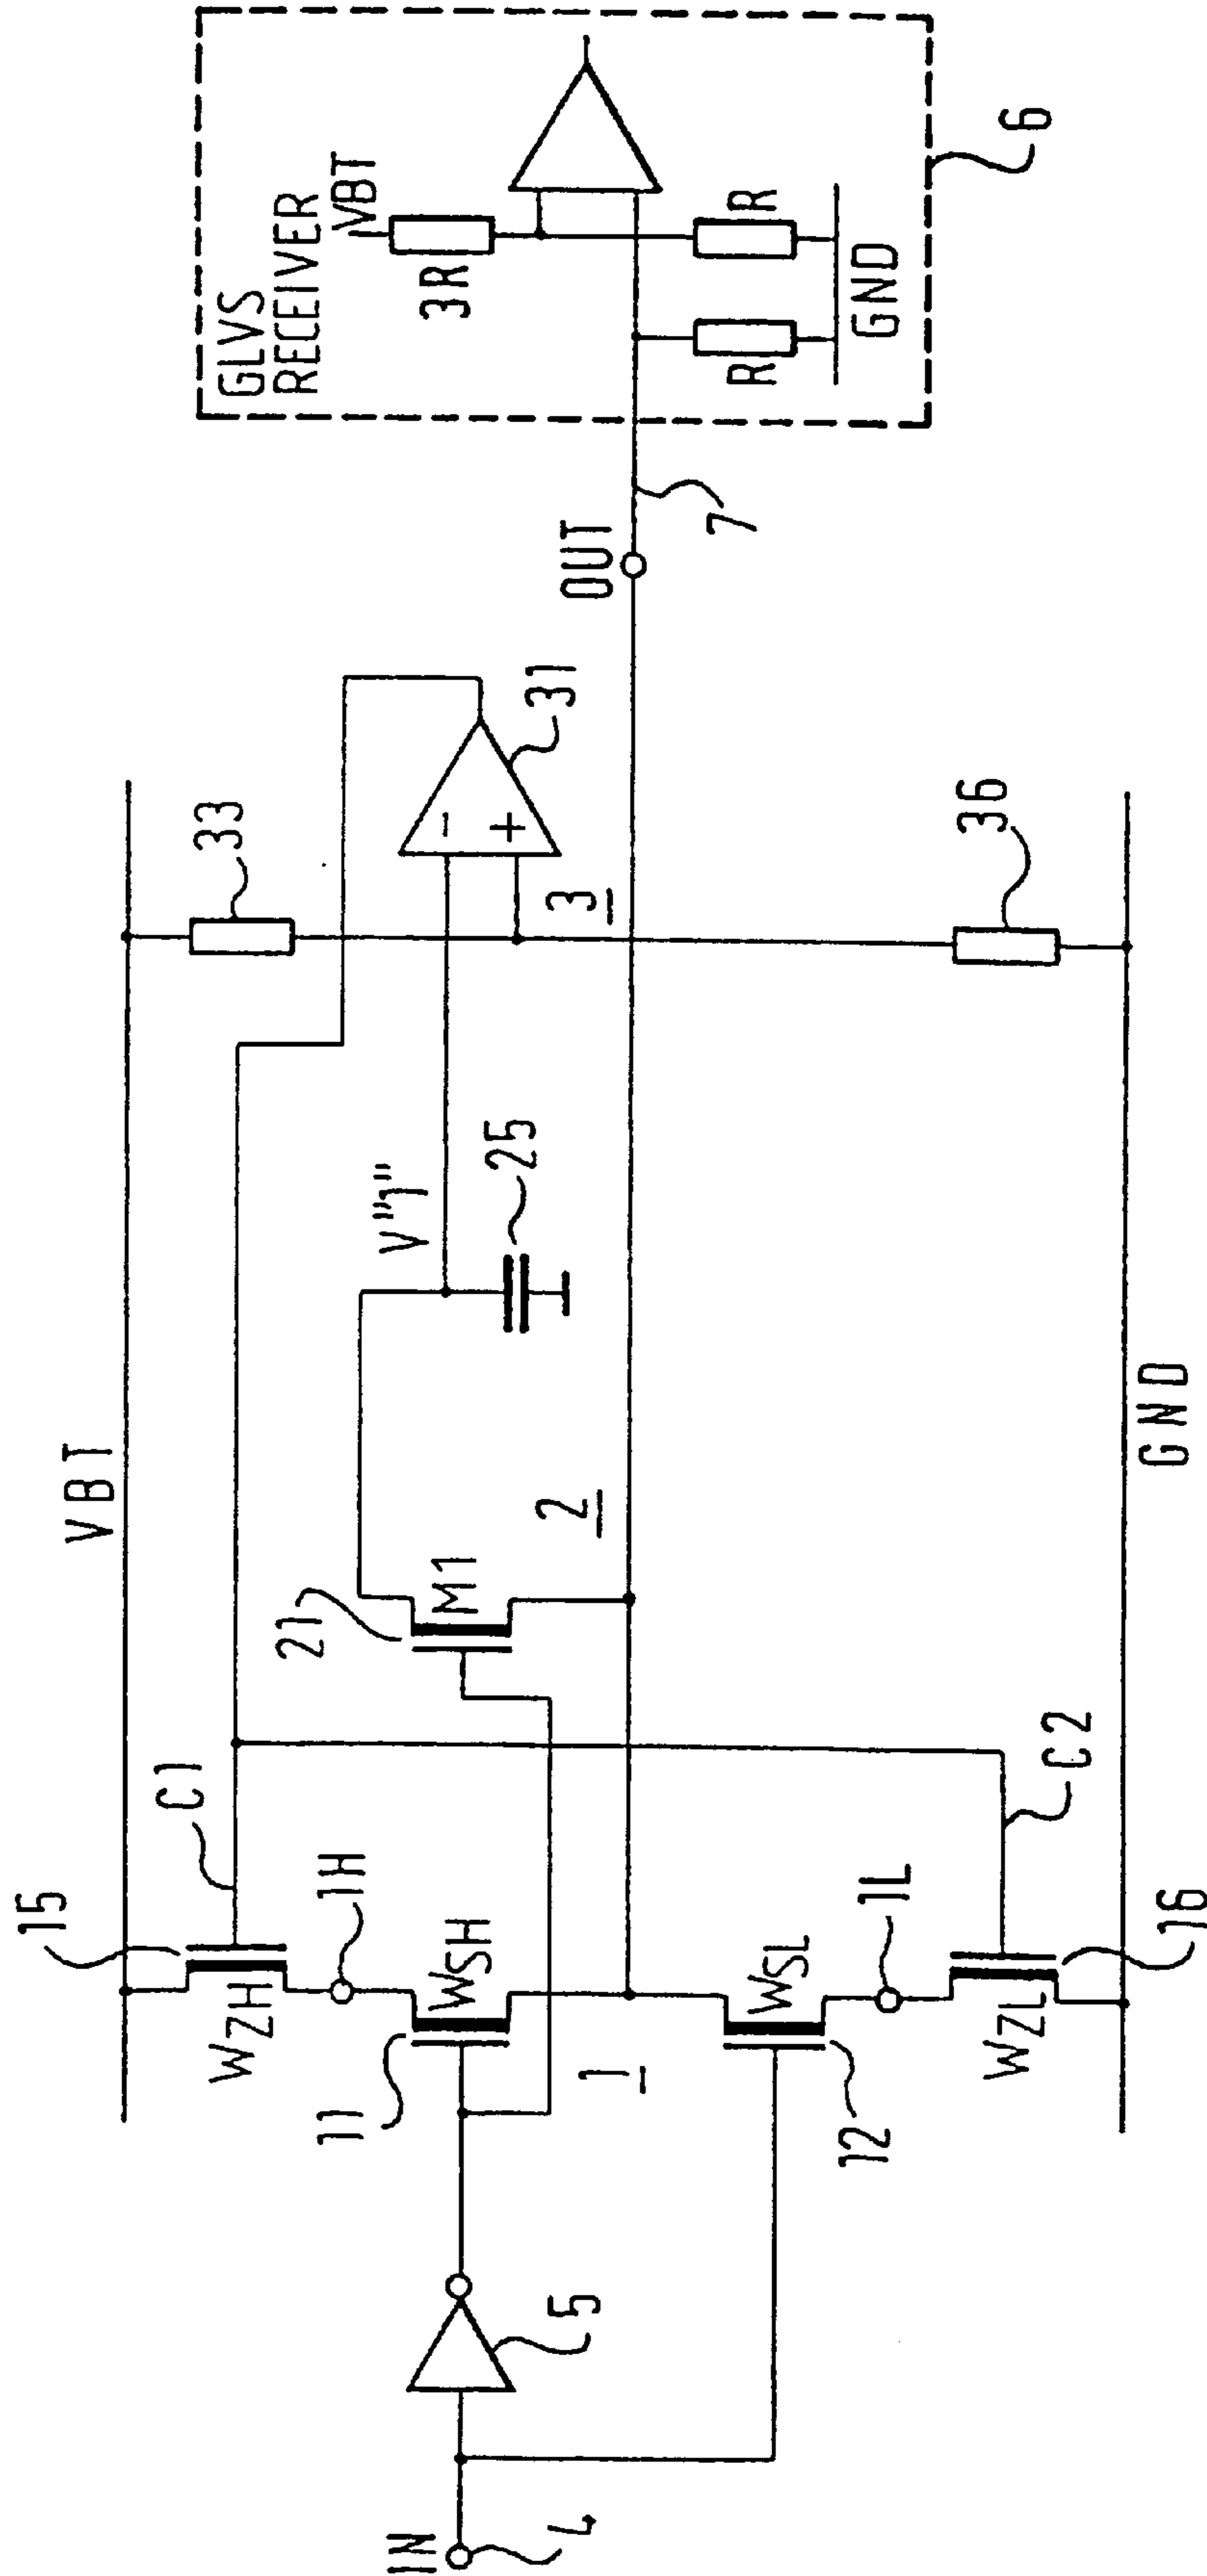 VBT
15
C1
33
GLVS
RECEIVER
VBT
3R
WZH
1H
21
M1
V"1"
25
31
11
WSH
2
3
OUT
R
R
IN
4
5
1
7
GND
6
WSL
12
1L
C2
36
WZL
16
GND